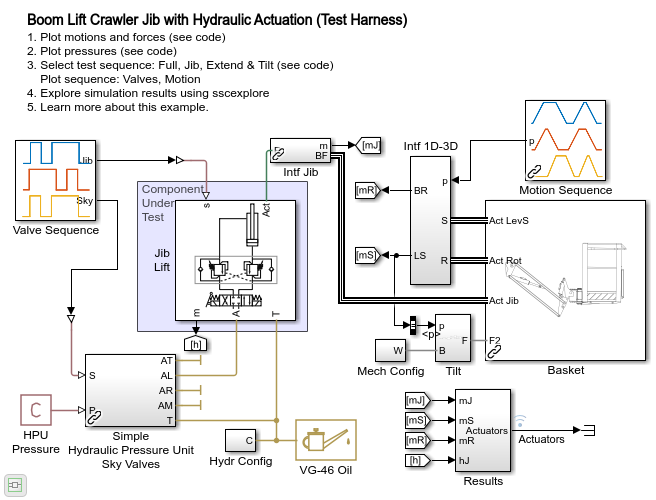 Boom Lift Crawler Jib with Hydraulic Actuation (Test Harness)
1. Plot motions and forces (see code)
2. Plot pressures (see code)
3. Select test sequence: Full, Jib, Extend & Tilt (see code)
Plot sequence: Valves, Motion
4. Explore simulation results using sscexplore
5. Learn more about this example.
Jib
Sky
Valve Sequence
Component
Under
Test
s
Act
Jib
Lift
m
A
T
[h]
m
BF
Intf Jib
[mJ]
Intf 1D-3D
[mR]
BR
p
S
[mS]
LS
R
p
Motion Sequence
Act LevS
Act Rot
Act Jib
F2
Basket
<p>
p
B
F
Tilt
W
Mech Config
S
P
AT
AL
AR
AM
T
Simple
Hydraulic Pressure Unit
Sky Valves
C
HPU
Pressure
C
Hydr Config
VG-46 Oil
[mJ]
[mS]
[mR]
[h]
mJ
mS
mR
hJ
Actuators
Results
Actuators